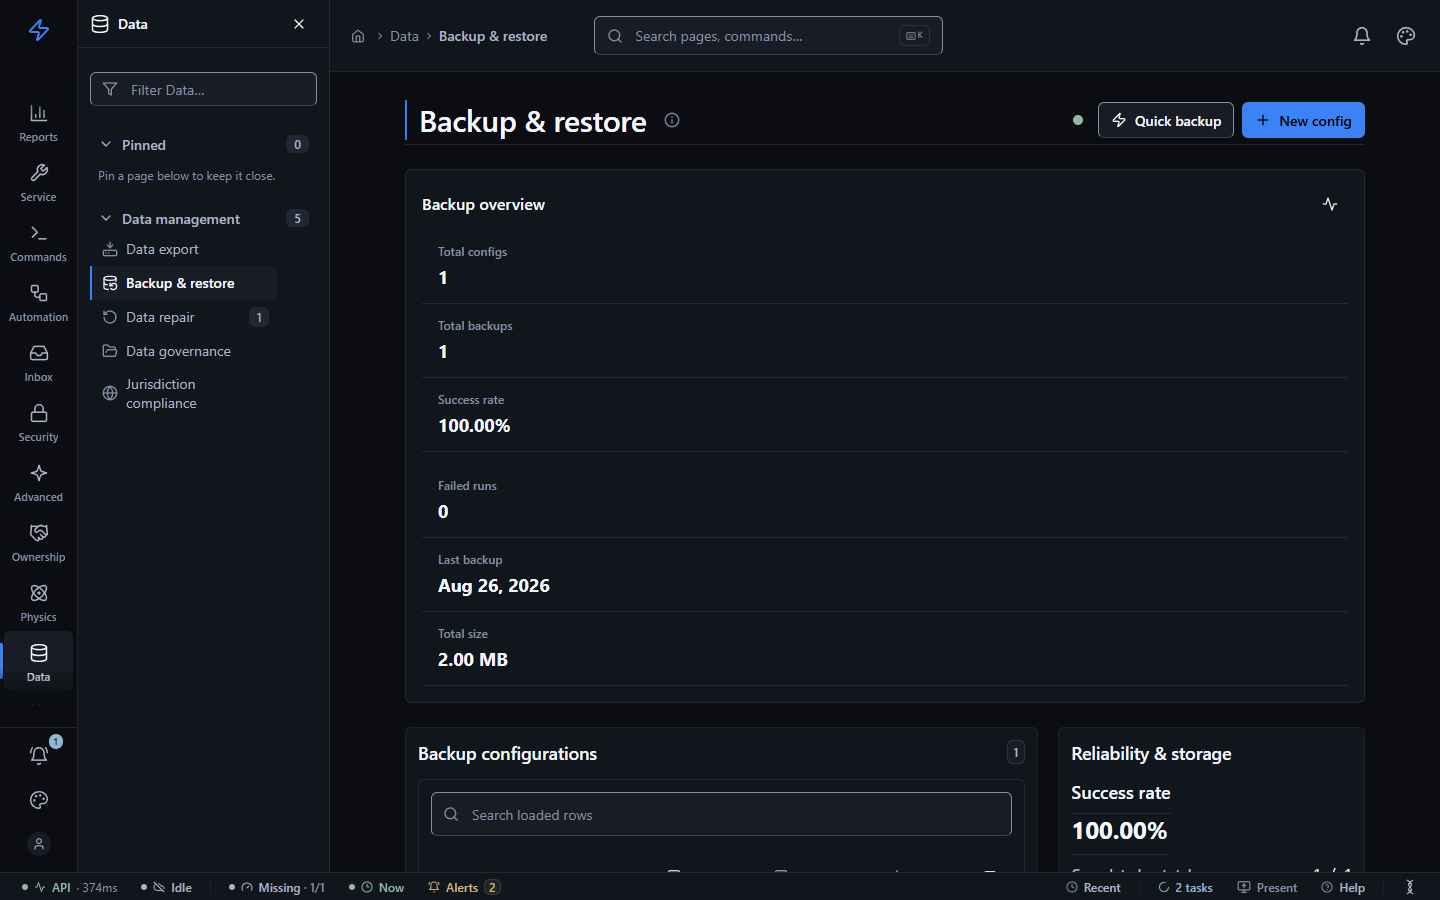 Data
Data
Backup & restore
Search pages, commands...
K
Filter Data...
Pinned
0
Pin a page below to keep it close.
Data management
5
Data export
Backup & restore
Data repair
1
Data governance
Jurisdiction
compliance
Reports
Service
Commands
Automation
Inbox
Security
Advanced
Ownership
Physics
Data
1
Backup & restore
Quick backup
New config
Backup overview
Total configs
1
Total backups
1
Success rate
100.00%
Failed runs
0
Last backup
Aug 26, 2026
Total size
2.00 MB
Backup configurations
1
Search loaded rows
Reliability & storage
Success rate
100.00%
API · 374ms
Idle
Missing · 1/1
Now
Alerts 2
Recent
2 tasks
Present
Help